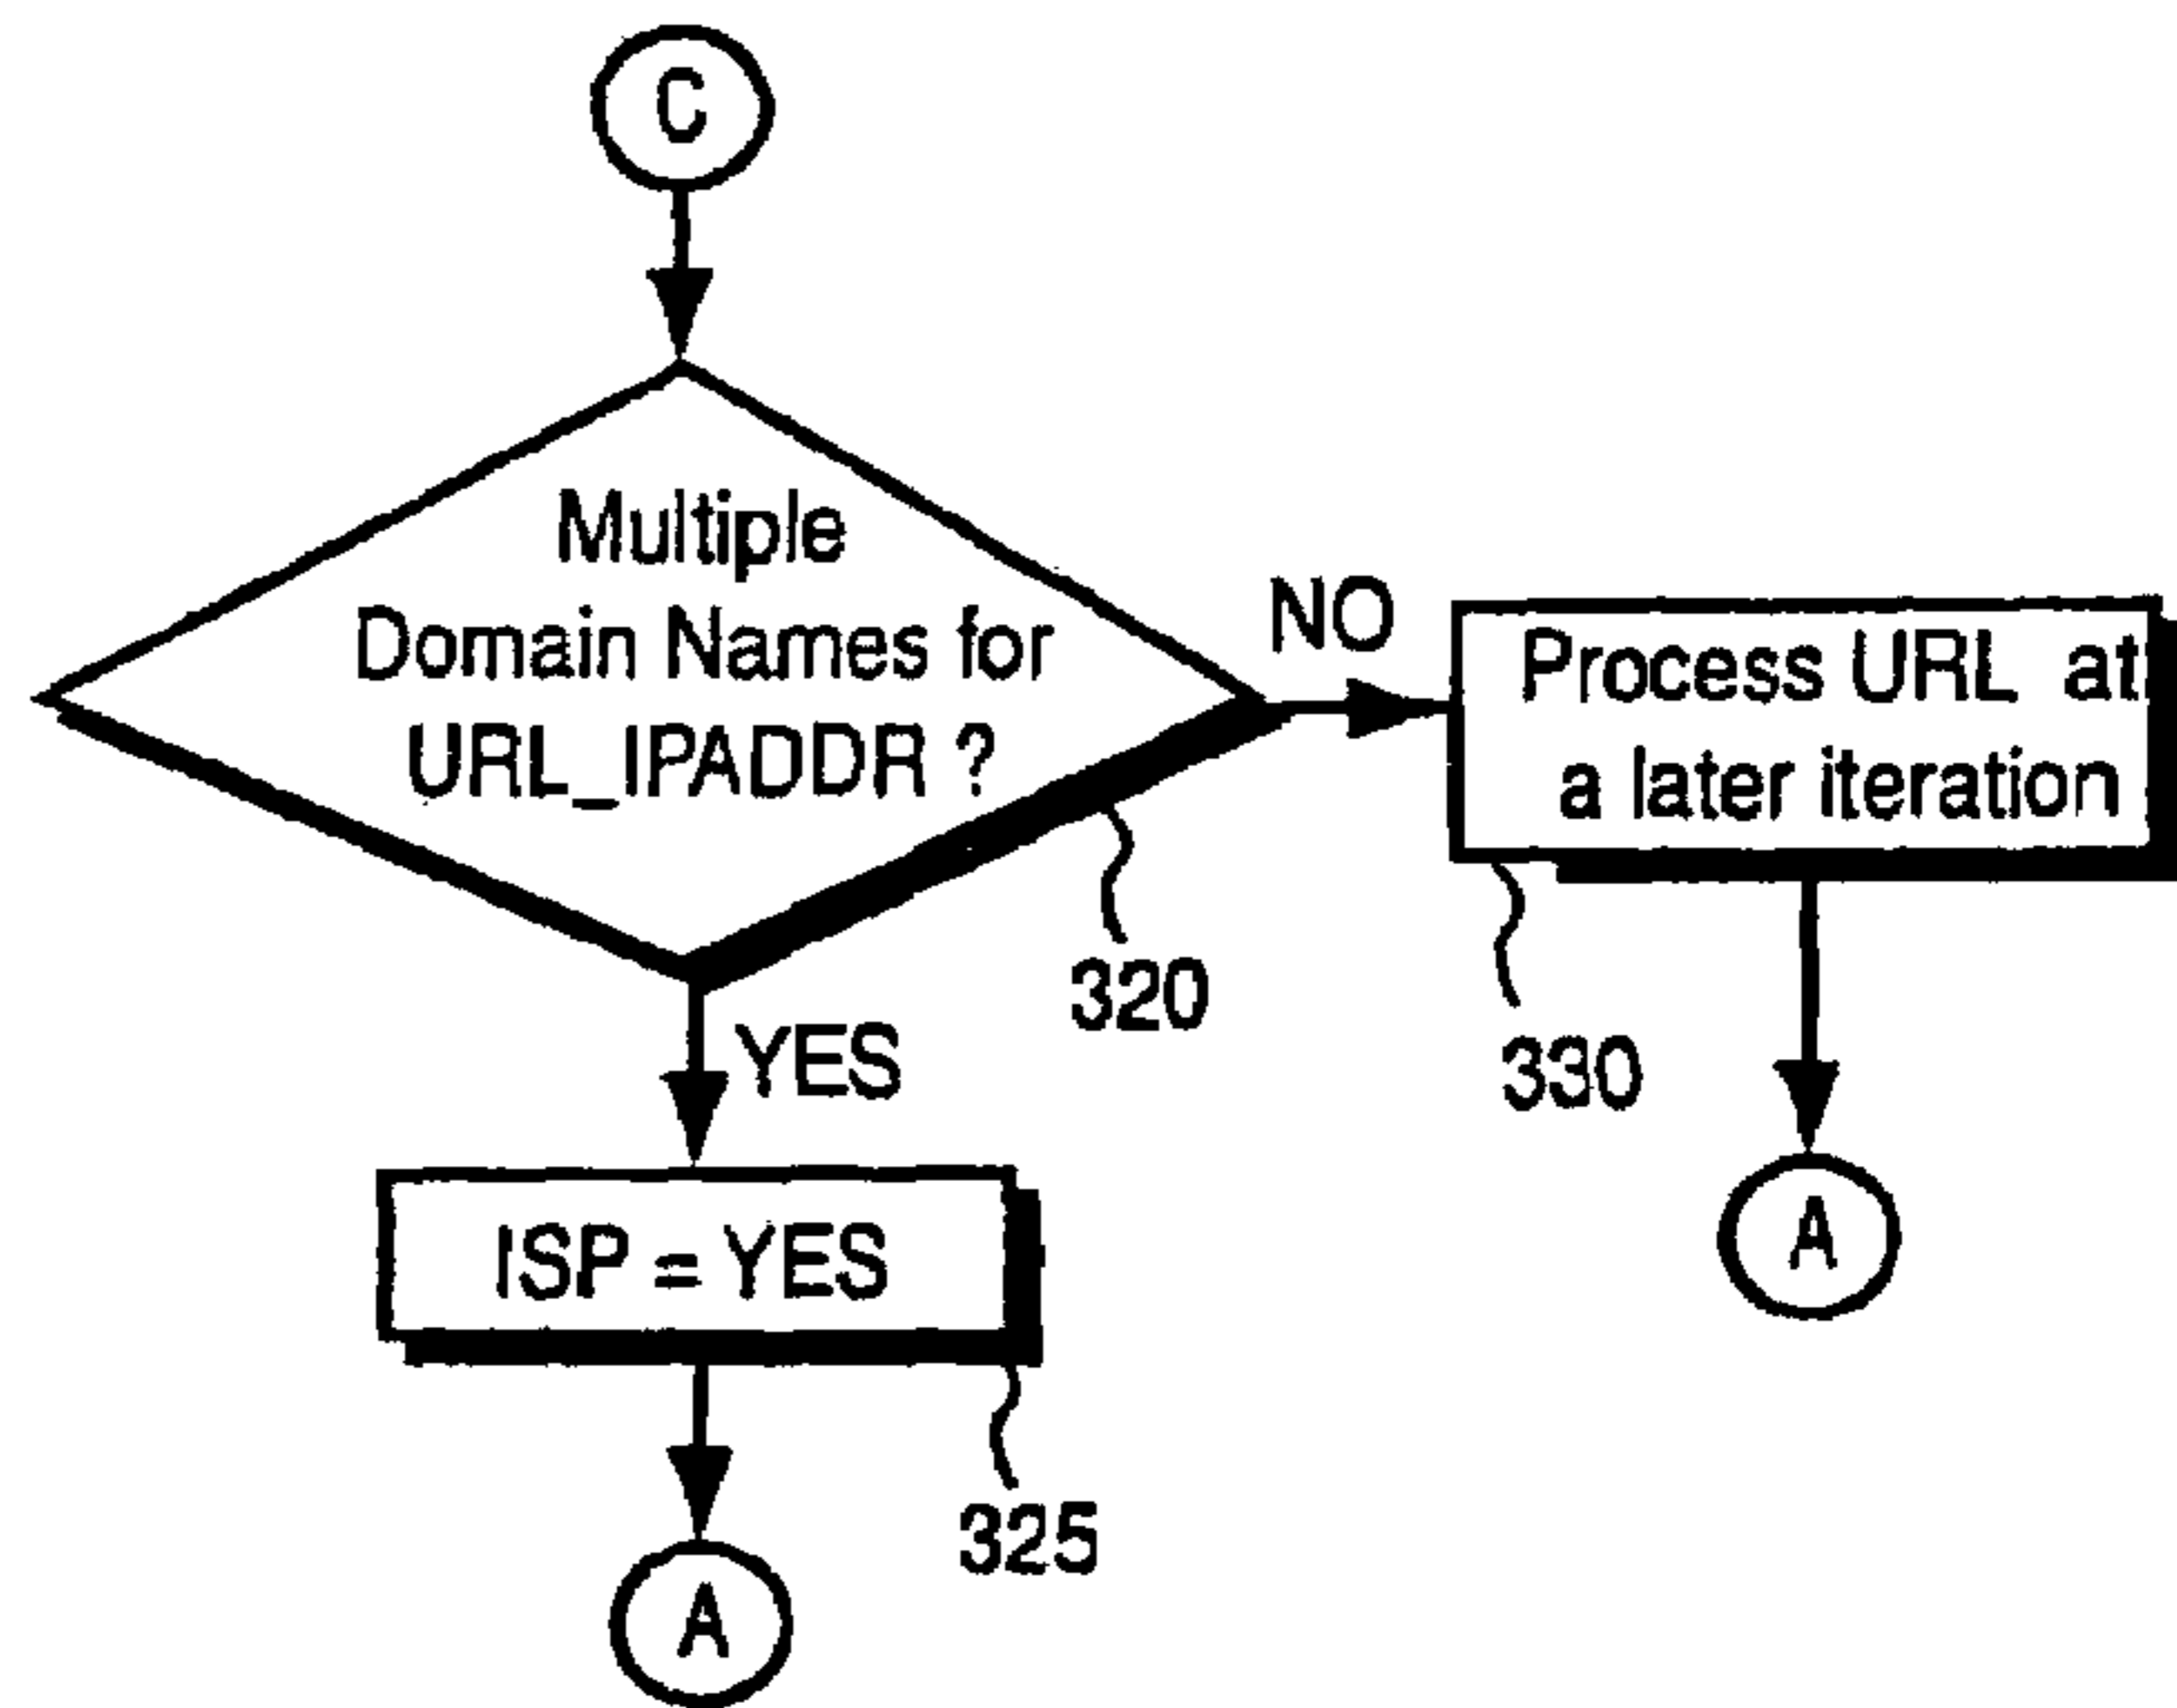 C
Multiple
Domain Names for
URL_IPADDR ?
NO
Process URL at
a later iteration
320
330
YES
ISP = YES
A
325
A